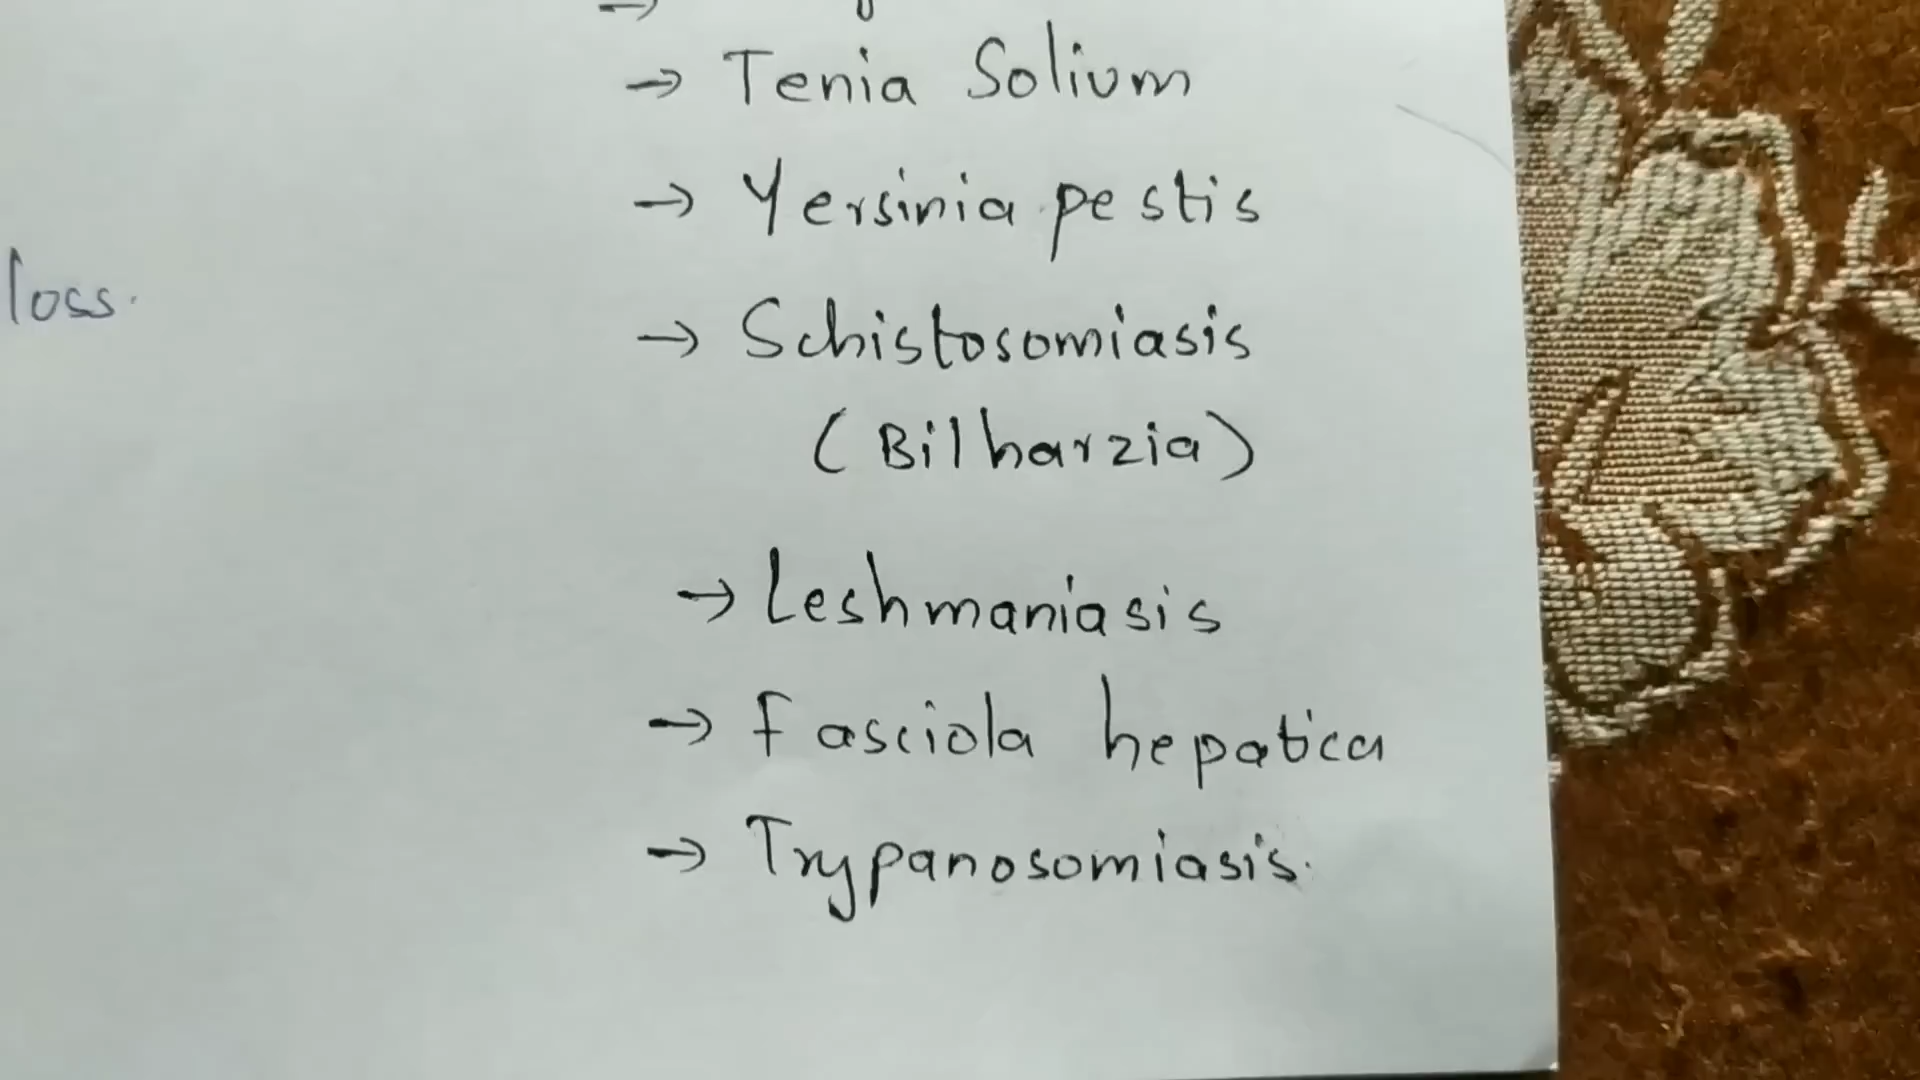 → Tenia Solium
→ Yersinia pestis
loss.
→ Schistosomiasis
(Bilharzia)
→ Leshmaniasis
→ Fasciola hepatica
→ Trypanosomiasis.